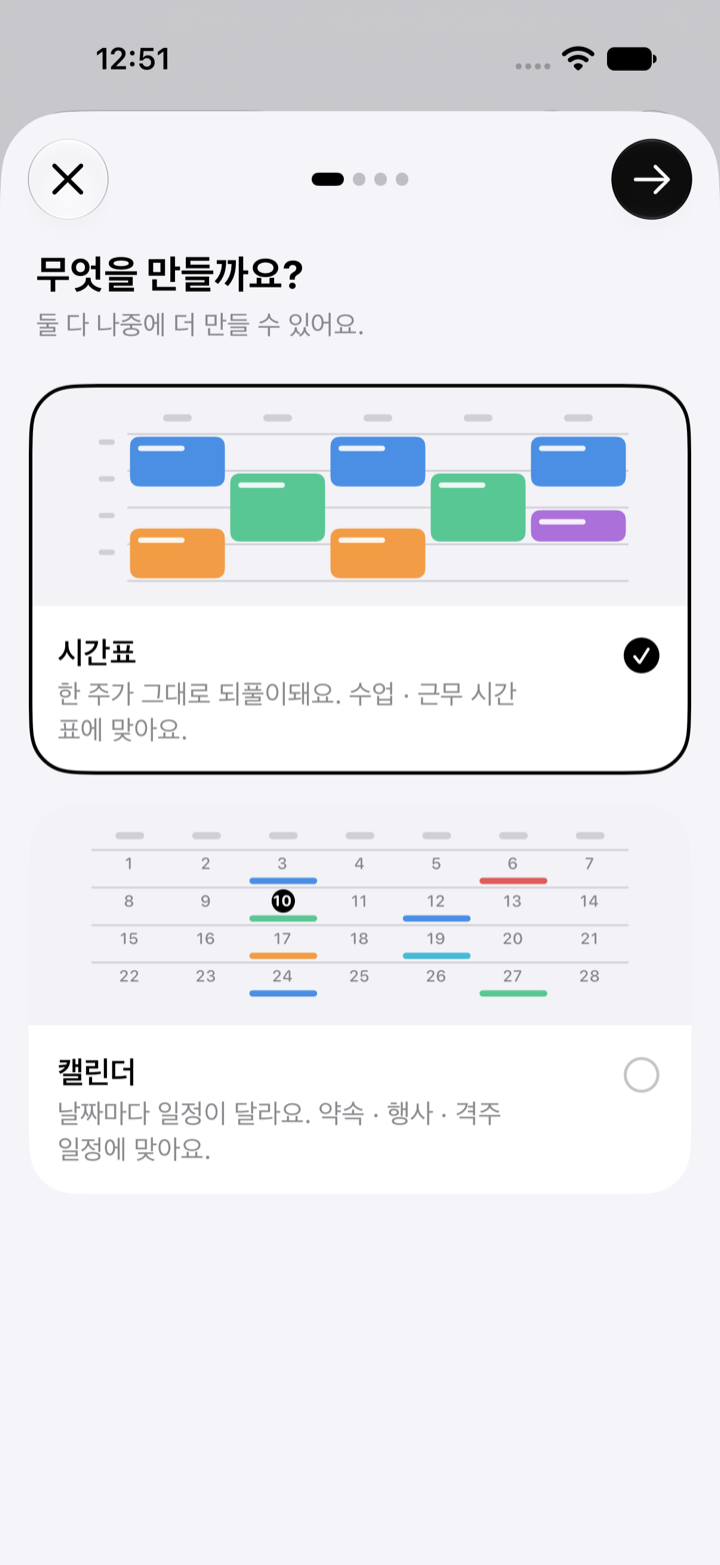 12:51
무엇을 만들까요?
둘 다 나중에 더 만들 수 있어요.
시간표
한 주가 그대로 되풀이돼요. 수업 · 근무 시간
표에 맞아요.
1 2 3 4 5 6 7
8 9 10 11 12 13 14
15 16 17 18 19 20 21
22 23 24 25 26 27 28
캘린더
날짜마다 일정이 달라요. 약속 · 행사 · 격주
일정에 맞아요.